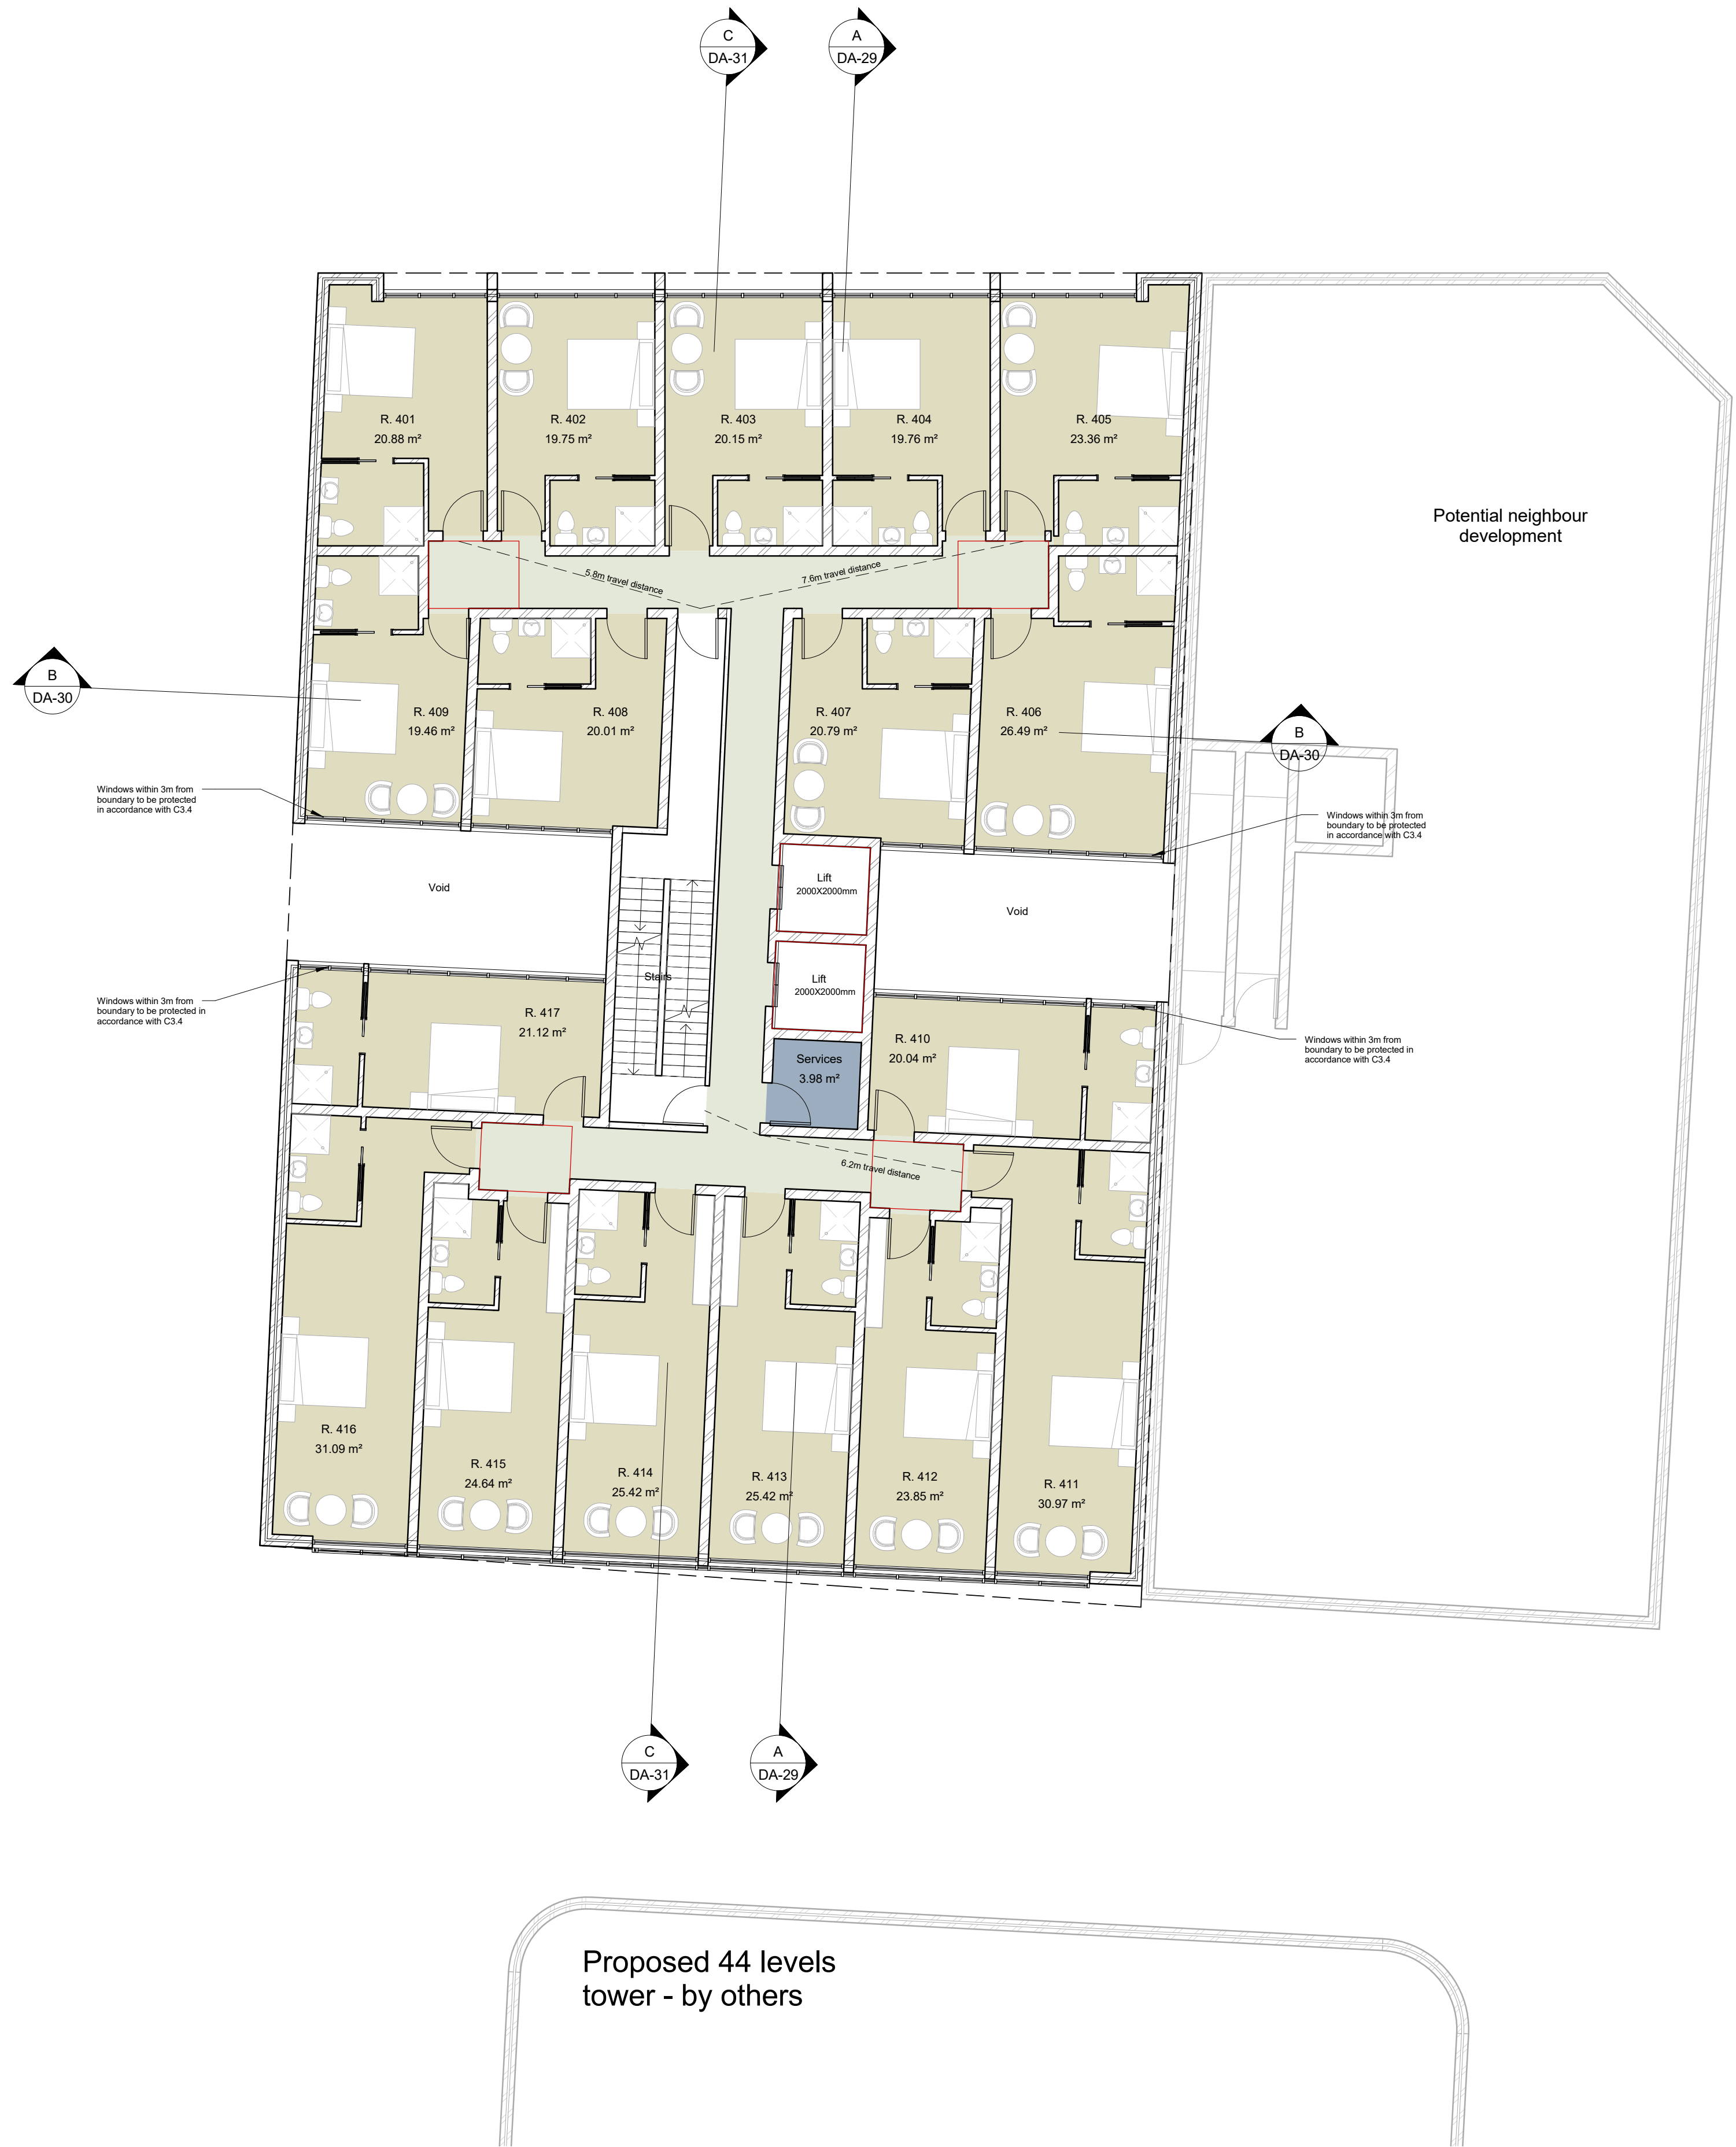 C
DA-31
A
DA-29
R. 401
20.88 m²
R. 402
19.75 m²
R. 403
20.15 m²
R. 404
19.76 m²
R. 405
23.36 m²
Potential neighbour
development
5.8m travel distance
7.6m travel distance
B
DA-30
R. 409
19.46 m²
R. 408
20.01 m²
R. 407
20.79 m²
R. 406
26.49 m²
B
DA-30
Windows within 3m from
boundary to be protected
in accordance with C3.4
Windows within 3m from
boundary to be protected
in accordance with C3.4
Void
Lift
2000X2000mm
Void
Stairs
Lift
2000X2000mm
Windows within 3m from
boundary to be protected in
accordance with C3.4
R. 417
21.12 m²
Services
3.98 m²
R. 410
20.04 m²
Windows within 3m from
boundary to be protected in
accordance with C3.4
6.2m travel distance
R. 416
31.09 m²
R. 415
24.64 m²
R. 414
25.42 m²
R. 413
25.42 m²
R. 412
23.85 m²
R. 411
30.97 m²
C
DA-31
A
DA-29
Proposed 44 levels
tower - by others